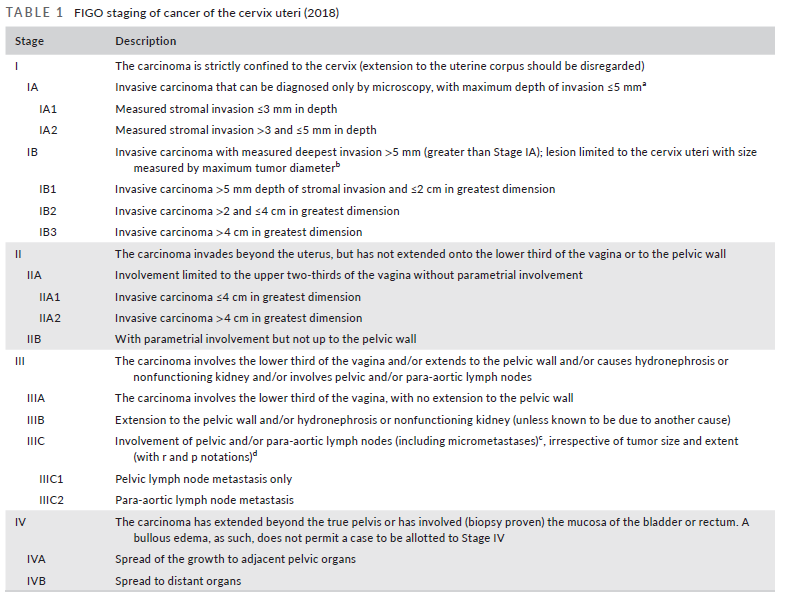 TABLE 1 FIGO staging of cancer of the cervix uteri (2018)
Stage Description
I The carcinoma is strictly confined to the cervix (extension to the uterine corpus should be disregarded)
IA Invasive carcinoma that can be diagnosed only by microscopy, with maximum depth of invasion ≤5 mmᵃ
IA1 Measured stromal invasion ≤3 mm in depth
IA2 Measured stromal invasion >3 and ≤5 mm in depth
IB Invasive carcinoma with measured deepest invasion >5 mm (greater than Stage IA); lesion limited to the cervix uteri with size
measured by maximum tumor diameterᵇ
IB1 Invasive carcinoma >5 mm depth of stromal invasion and ≤2 cm in greatest dimension
IB2 Invasive carcinoma >2 and ≤4 cm in greatest dimension
IB3 Invasive carcinoma >4 cm in greatest dimension
II The carcinoma invades beyond the uterus, but has not extended onto the lower third of the vagina or to the pelvic wall
IIA Involvement limited to the upper two-thirds of the vagina without parametrial involvement
IIA1 Invasive carcinoma ≤4 cm in greatest dimension
IIA2 Invasive carcinoma >4 cm in greatest dimension
IIB With parametrial involvement but not up to the pelvic wall
III The carcinoma involves the lower third of the vagina and/or extends to the pelvic wall and/or causes hydronephrosis or
nonfunctioning kidney and/or involves pelvic and/or para-aortic lymph nodes
IIIA The carcinoma involves the lower third of the vagina, with no extension to the pelvic wall
IIIB Extension to the pelvic wall and/or hydronephrosis or nonfunctioning kidney (unless known to be due to another cause)
IIIC Involvement of pelvic and/or para-aortic lymph nodes (including micrometastases)ᶜ, irrespective of tumor size and extent
(with r and p notations)ᵈ
IIIC1 Pelvic lymph node metastasis only
IIIC2 Para-aortic lymph node metastasis
IV The carcinoma has extended beyond the true pelvis or has involved (biopsy proven) the mucosa of the bladder or rectum. A
bullous edema, as such, does not permit a case to be allotted to Stage IV
IVA Spread of the growth to adjacent pelvic organs
IVB Spread to distant organs